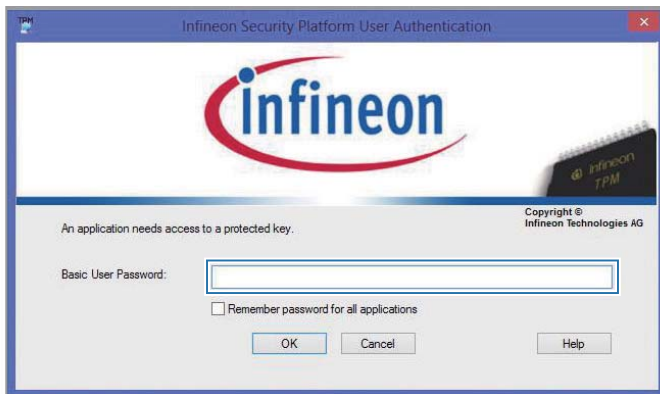 TPM
Infineon Security Platform User Authentication
infineon
infineon
TPM
Copyright ©
Infineon Technologies AG
An application needs access to a protected key.
Basic User Password:
Remember password for all applications
OK Cancel Help